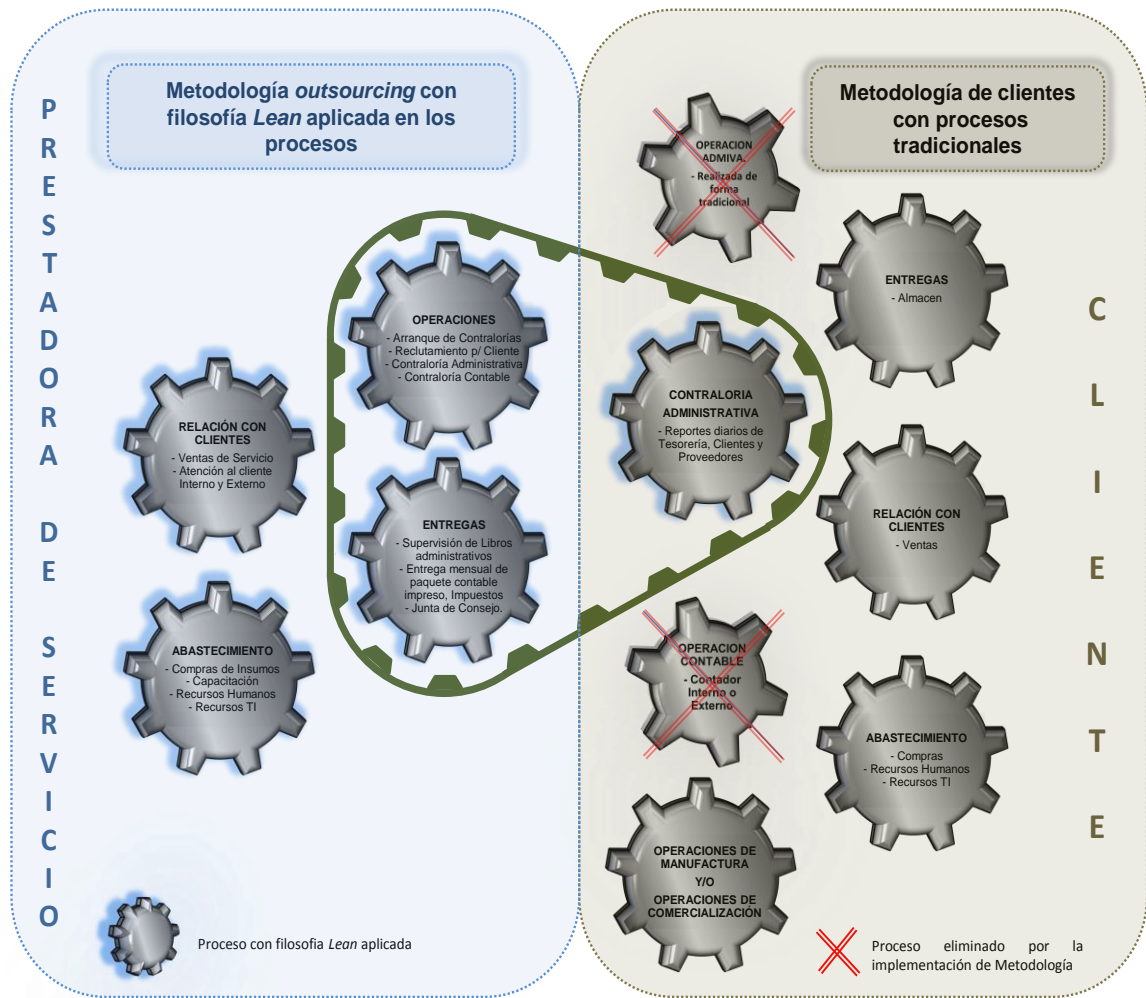 PRESTADORA DE SERVICIO
Metodología outsourcing con
filosofía Lean aplicada en los
procesos
OPERACIONES
- Arranque de Contralorías
- Reclutamiento p/ Cliente
- Contraloría Administrativa
- Contraloría Contable
RELACIÓN CON
CLIENTES
- Ventas de Servicio
- Atención al cliente
Interno y Externo
ENTREGAS
- Supervisión de Libros
administrativos
- Entrega mensual de
paquete contable
impreso, Impuestos
- Junta de Consejo.
ABASTECIMIENTO
- Compras de Insumos
- Capacitación
- Recursos Humanos
- Recursos TI
Proceso con filosofia Lean aplicada
Metodología de clientes
con procesos
tradicionales
OPERACION
ADMIVA.
- Realizada de
forma
tradicional
ENTREGAS
- Almacen
CONTRALORIA
ADMINISTRATIVA
- Reportes diarios de
Tesorería, Clientes y
Proveedores
RELACIÓN CON
CLIENTES
- Ventas
OPERACION
CONTABLE
- Contador
Interno o
Externo
ABASTECIMIENTO
- Compras
- Recursos Humanos
- Recursos TI
OPERACIONES DE
MANUFACTURA
Y/O
OPERACIONES DE
COMERCIALIZACIÓN
Proceso eliminado por la
implementación de Metodología
CLIENTE